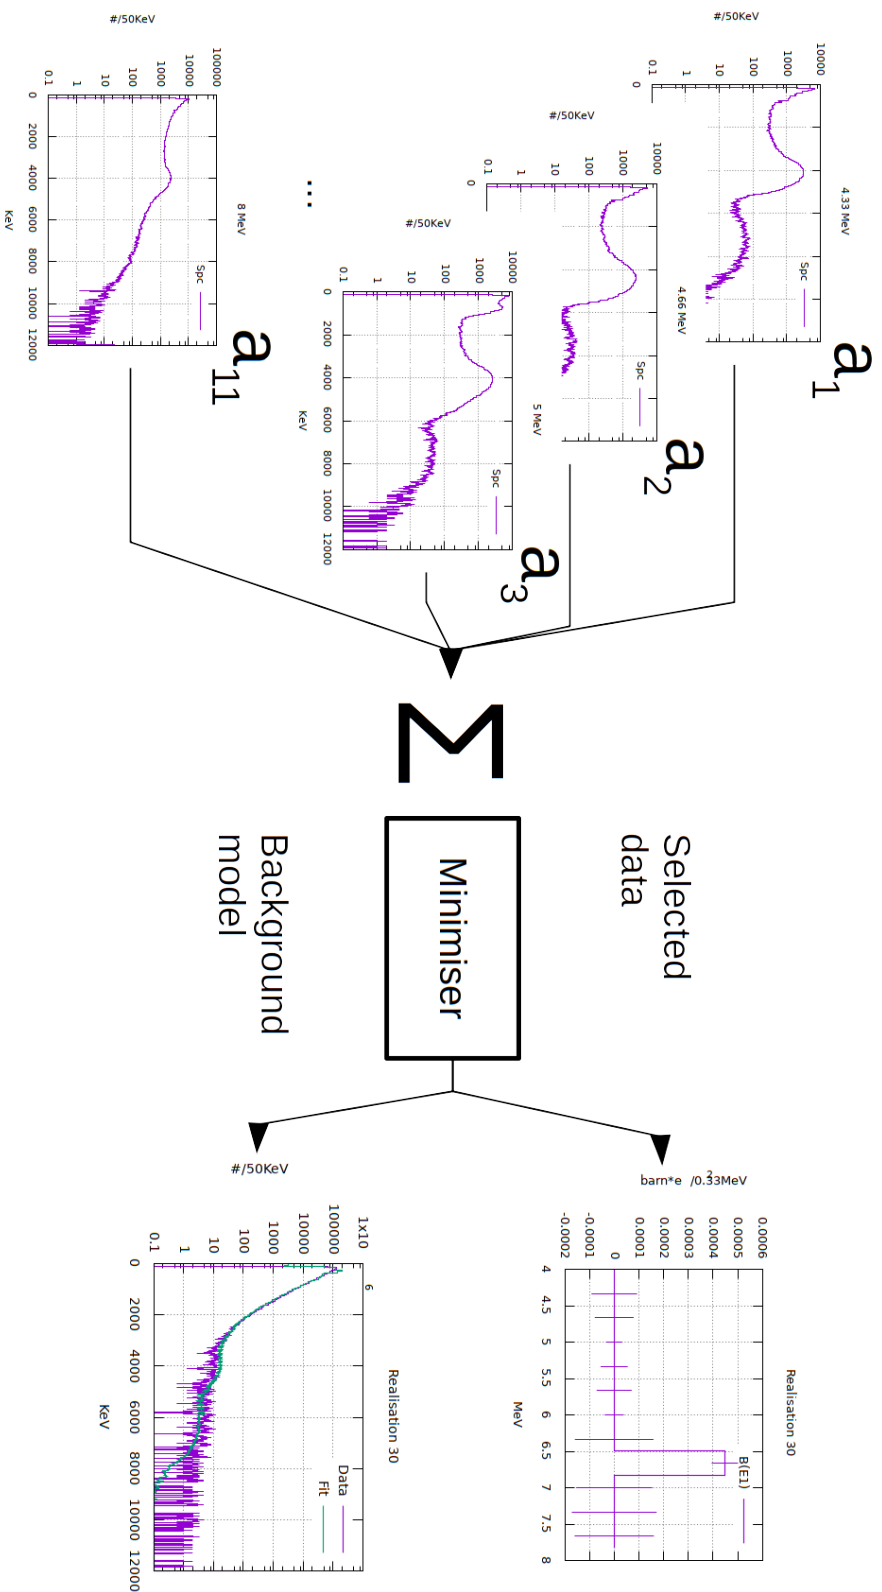 4.33 MeV
#/50KeV
10000
1000
100
10
1
0.1
0
Spc
a1
4.66 MeV
#/50KeV
10000
1000
100
10
1
0.1
0
Spc
a2
5 MeV
#/50KeV
10000
1000
100
10
1
0.1
0 2000 4000 6000 8000 10000 12000
KeV
Spc
a3
...
8 MeV
#/50KeV
100000
10000
1000
100
10
1
0.1
0 2000 4000 6000 8000 10000 12000
KeV
Spc
a11
Σ
Selected
data
Minimiser
Background
model
Realisation 30
barn*e2/0.33MeV
0.0006
0.0005
0.0004
0.0003
0.0002
0.0001
0
-0.0001
-0.0002
4 4.5 5 5.5 6 6.5 7 7.5 8
MeV
B(E1)
Realisation 30
#/50KeV
1x106
100000
10000
1000
100
10
1
0.1
0 2000 4000 6000 8000 10000 12000
KeV
Data
Fit